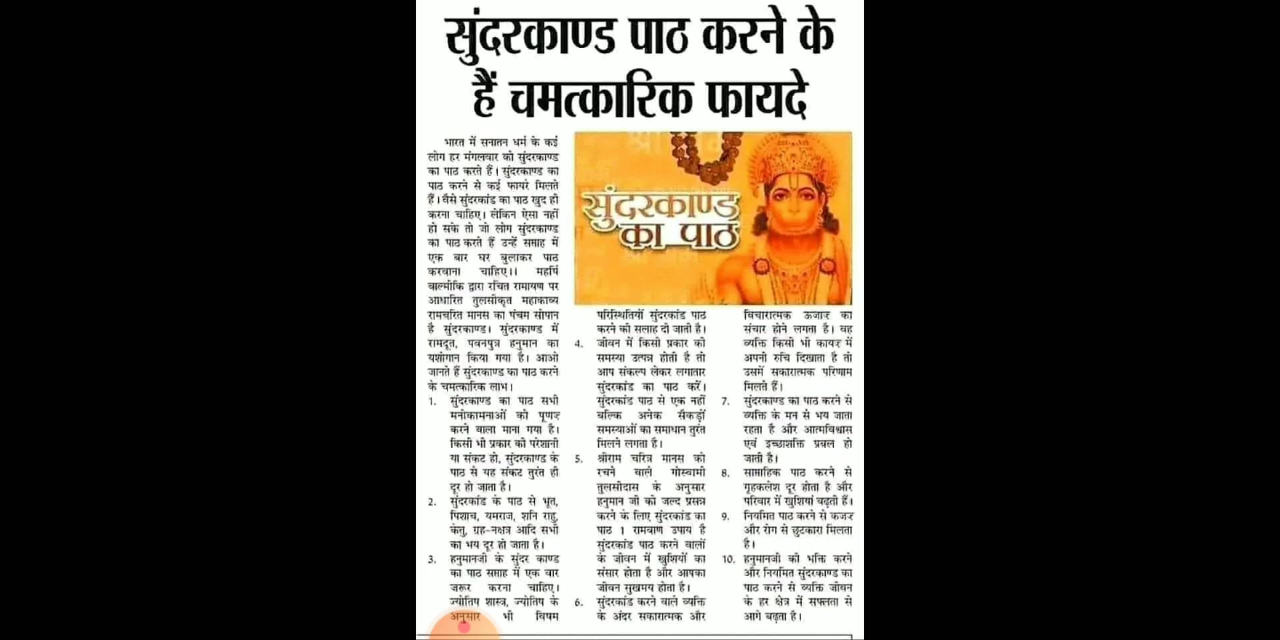 सुंदरकाण्ड पाठ करने के
हैं चमत्कारिक फायदे
भारत में सनातन धर्म के कई
लोग हर मंगलवार को सुंदरकाण्ड
का पाठ करते हैं। सुंदरकाण्ड का
पाठ करने से कई फायरे मिलते
हैं। वैसे सुंदरकांड का पाठ खुद ही
करना चाहिए। लेकिन ऐसा नहीं
हो सके तो जो लोग सुंदरकाण्ड
का पाठ करते हैं उन्हें सप्ताह में
एक बार घर बुलाकर पाठ
करवाना चाहिए।। महर्षि
वाल्मीकि द्वारा रचित रामायण पर
आधारित तुलसीकृत महाकाव्य
रामचरित मानस का पंचम सोपान
है सुंदरकाण्ड। सुंदरकाण्ड में
रामदूत, पवनपुत्र हनुमान का
यशोगान किया गया है। आओ
जानते हैं सुंदरकाण्ड का पाठ करने
के चमत्कारिक लाभ।
1. सुंदरकाण्ड का पाठ सभी
मनोकामनाओं को पूणर्
करने वाला माना गया है।
किसी भी प्रकार की परेशानी
या संकट हो, सुंदरकाण्ड के
पाठ से यह संकट तुरंत ही
दूर हो जाता है।
2. सुंदरकांड के पाठ से भूत,
पिशाच, यमराज, शनि राहु,
केतु, ग्रह-नक्षत्र आदि सभी
का भय दूर हो जाता है।
3. हनुमानजी के सुंदर काण्ड
का पाठ सप्ताह में एक बार
जरूर करना चाहिए।
ज्योतिष शास्त्र, ज्योतिष के
अनुसार भी विषम
सुंदरकाण्ड
का पाठ
परिस्थितियों सुंदरकांड पाठ
करने की सलाह दी जाती है।
4. जीवन में किसी प्रकार की
समस्या उत्पन्न होती है तो
आप संकल्प लेकर लगातार
सुंदरकांड का पाठ करें।
सुंदरकांड पाठ से एक नहीं
बल्कि अनेक सैकड़ों
समस्याओं का समाधान तुरंत
मिलने लगता है।
5. श्रीराम चरित्र मानस को
रचने वाले गोस्वामी
तुलसीदास के अनुसार
हनुमान जी को जल्द प्रसन्न
करने के लिए सुंदरकांड का
पाठ 1 रामबाण उपाय है
सुंदरकांड पाठ करने वालों
के जीवन में खुशियों का
संसार होता है और आपका
जीवन सुखमय होता है।
6. सुंदरकांड करने वाले व्यक्ति
के अंदर सकारात्मक और
विचारात्मक ऊजार् का
संचार होने लगता है। वह
व्यक्ति किसी भी कायर् में
अपनी रुचि दिखाता है तो
उसमें सकारात्मक परिणाम
मिलते हैं।
7. सुंदरकाण्ड का पाठ करने से
व्यक्ति के मन से भय जाता
रहता है और आत्मविश्वास
एवं इच्छाशक्ति प्रबल हो
जाती है।
8. साप्ताहिक पाठ करने से
गृहकलेश दूर होता है और
परिवार में खुशियां बढ़ती हैं।
9. नियमित पाठ करने से कजर्
और रोग से छुटकारा मिलता
है।
10. हनुमानजी की भक्ति करने
और नियमित सुंदरकाण्ड का
पाठ करने से व्यक्ति जीवन
के हर क्षेत्र में सफ्लता से
आगे बढ़ता है।